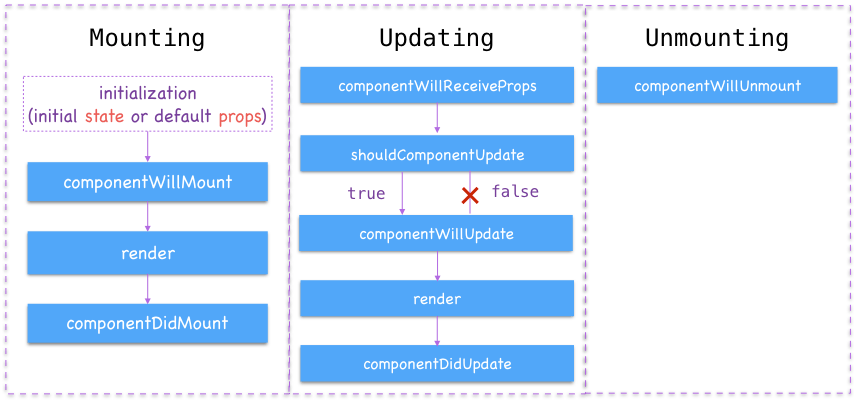 Mounting
initialization
(initial state or default props)
componentWillMount
render
componentDidMount
Updating
componentWillReceiveProps
shouldComponentUpdate
true
false
componentWillUpdate
render
componentDidUpdate
Unmounting
componentWillUnmount